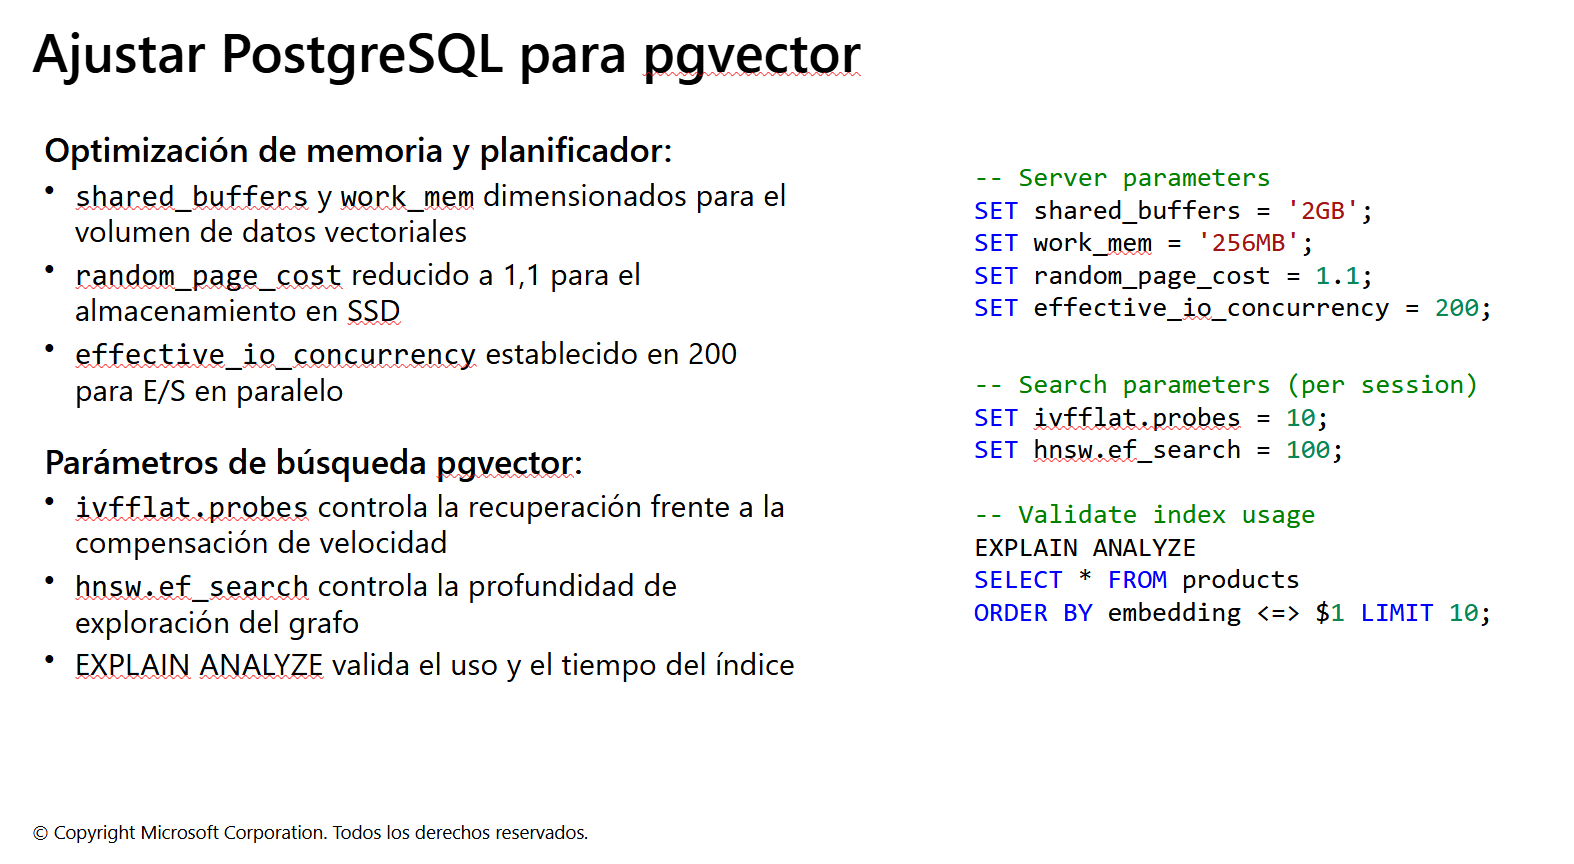 Ajustar PostgreSQL para pgvector
Optimización de memoria y planificador:
• shared_buffers y work_mem dimensionados para el
volumen de datos vectoriales
• random_page_cost reducido a 1,1 para el
almacenamiento en SSD
• effective_io_concurrency establecido en 200
para E/S en paralelo
Parámetros de búsqueda pgvector:
• ivfflat.probes controla la recuperación frente a la
compensación de velocidad
• hnsw.ef_search controla la profundidad de
exploración del grafo
• EXPLAIN ANALYZE valida el uso y el tiempo del índice
-- Server parameters
SET shared_buffers = '2GB';
SET work_mem = '256MB';
SET random_page_cost = 1.1;
SET effective_io_concurrency = 200;
-- Search parameters (per session)
SET ivfflat.probes = 10;
SET hnsw.ef_search = 100;
-- Validate index usage
EXPLAIN ANALYZE
SELECT * FROM products
ORDER BY embedding <=> $1 LIMIT 10;
© Copyright Microsoft Corporation. Todos los derechos reservados.